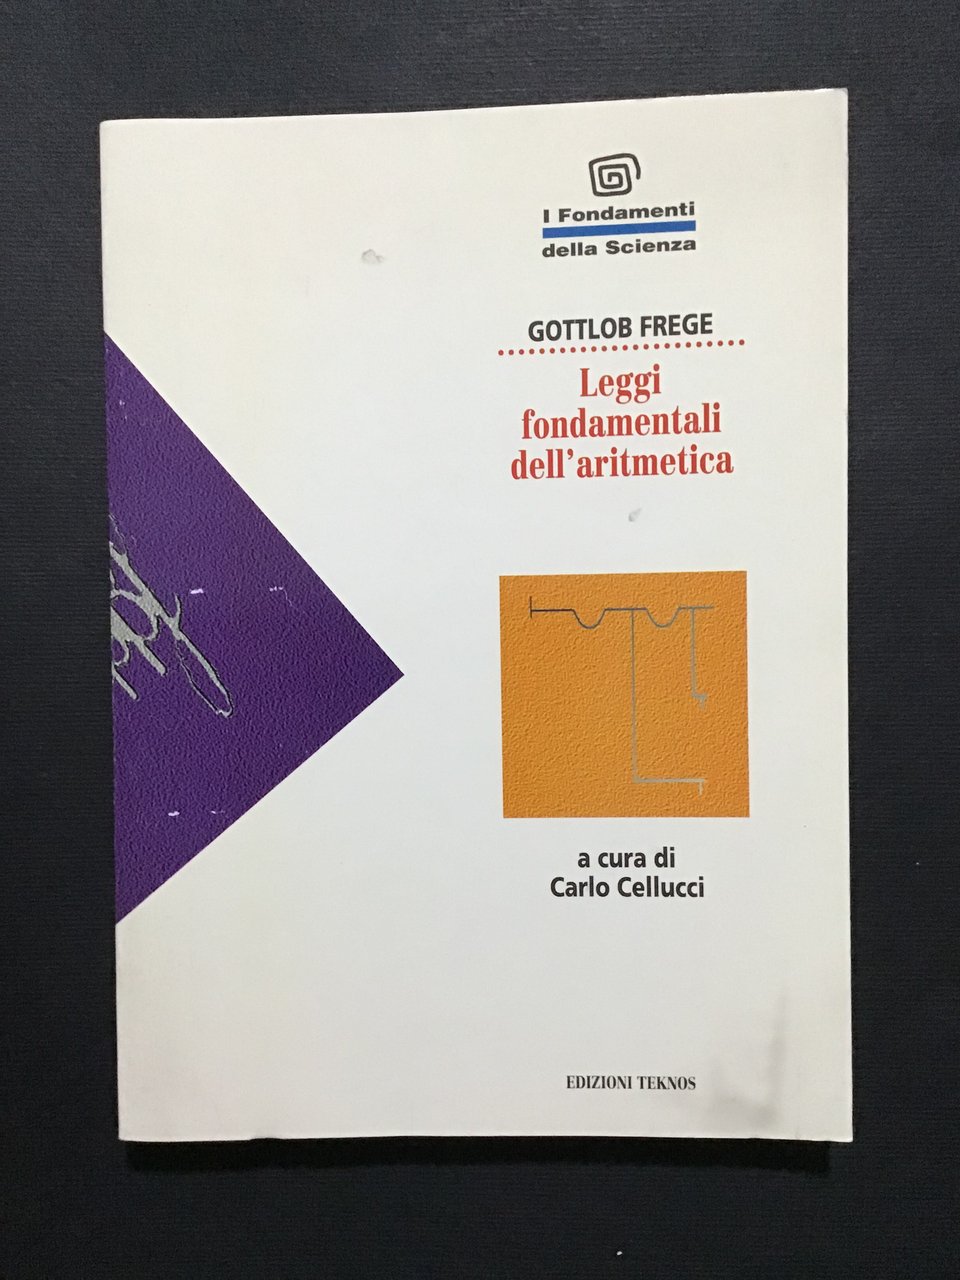 I Fondamenti
della Scienza
GOTTLOB FREGE
Leggi
fondamentali
dell'aritmetica
a cura di
Carlo Cellucci
EDIZIONI TEKNOS